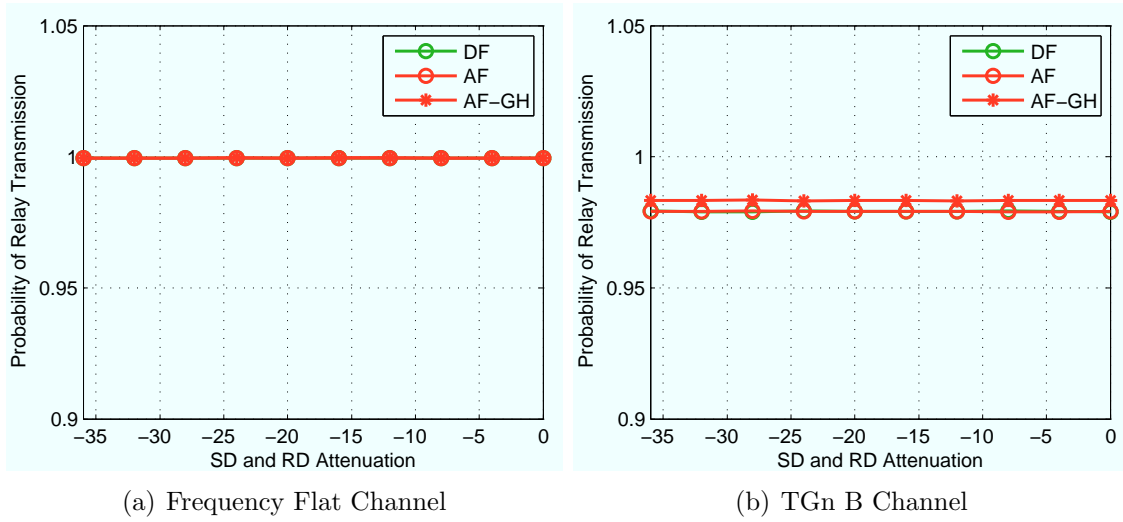 1.05
1
0.95
0.9
Probability of Relay Transmission
DF
AF
AF−GH
−35 −30 −25 −20 −15 −10 −5 0
SD and RD Attenuation
(a) Frequency Flat Channel
1.05
1
0.95
0.9
Probability of Relay Transmission
DF
AF
AF−GH
−35 −30 −25 −20 −15 −10 −5 0
SD and RD Attenuation
(b) TGn B Channel